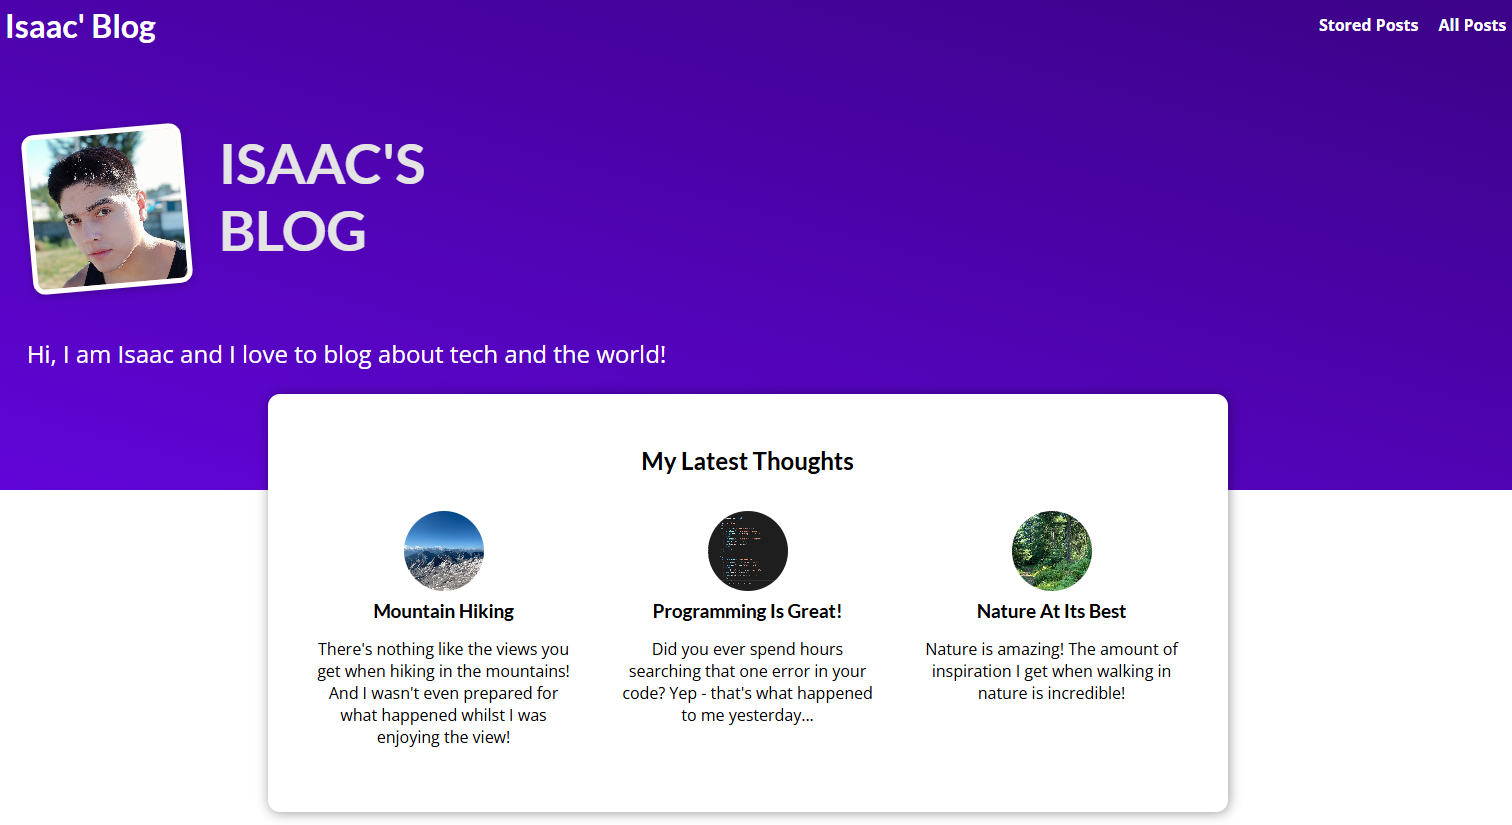 Isaac' Blog
Stored Posts
All Posts
ISAAC'S
BLOG
Hi, I am Isaac and I love to blog about tech and the world!
My Latest Thoughts
Mountain Hiking
There's nothing like the views you
get when hiking in the mountains!
And I wasn't even prepared for
what happened whilst I was
enjoying the view!
Programming Is Great!
Did you ever spend hours
searching that one error in your
code? Yep - that's what happened
to me yesterday...
Nature At Its Best
Nature is amazing! The amount of
inspiration I get when walking in
nature is incredible!